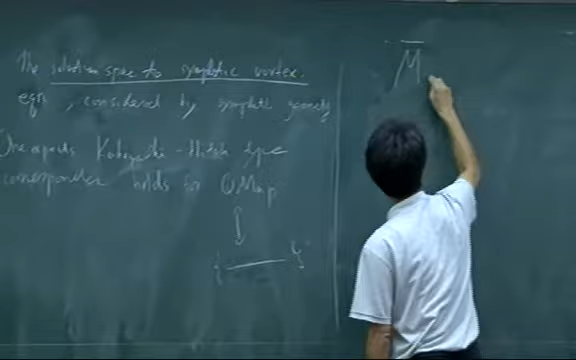 The solution space to symplectic vortex
eqn, considered by symplectic geometry
One expects Kobayashi-Hitchin type
correspondence holds for QMap
↕
{ }
M